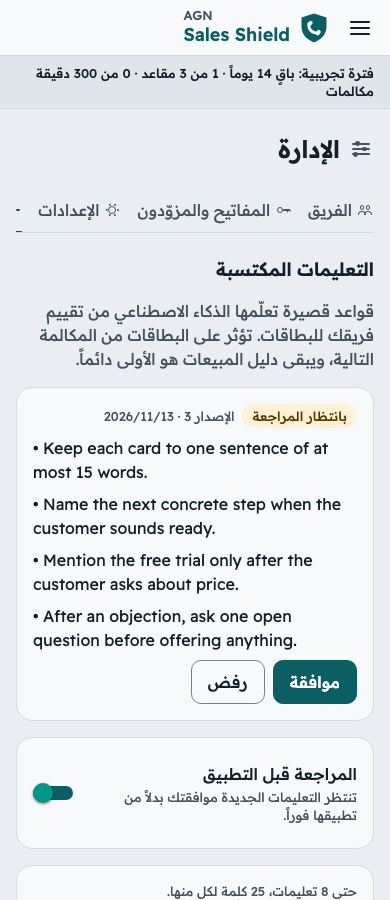 AGN
Sales Shield
فترة تجريبية: باقٍ 14 يوماً · 1 من 3 مقاعد · 0 من 300 دقيقة
مكالمات
الإدارة
الفريق
المفاتيح والمزوّدون
الإعدادات
التعليمات المكتسبة
قواعد قصيرة تعلّمها الذكاء الاصطناعي من تقييم
فريقك للبطاقات. تؤثر على البطاقات من المكالمة
التالية، ويبقى دليل المبيعات هو الأولى دائماً.
بانتظار المراجعة
الإصدار 3 · 2026/11/13
• Keep each card to one sentence of at
most 15 words.
• Name the next concrete step when the
customer sounds ready.
• Mention the free trial only after the
customer asks about price.
• After an objection, ask one open
question before offering anything.
موافقة
رفض
المراجعة قبل التطبيق
تنتظر التعليمات الجديدة موافقتك بدلاً من
تطبيقها فوراً.
حتى 8 تعليمات، 25 كلمة لكل منها.